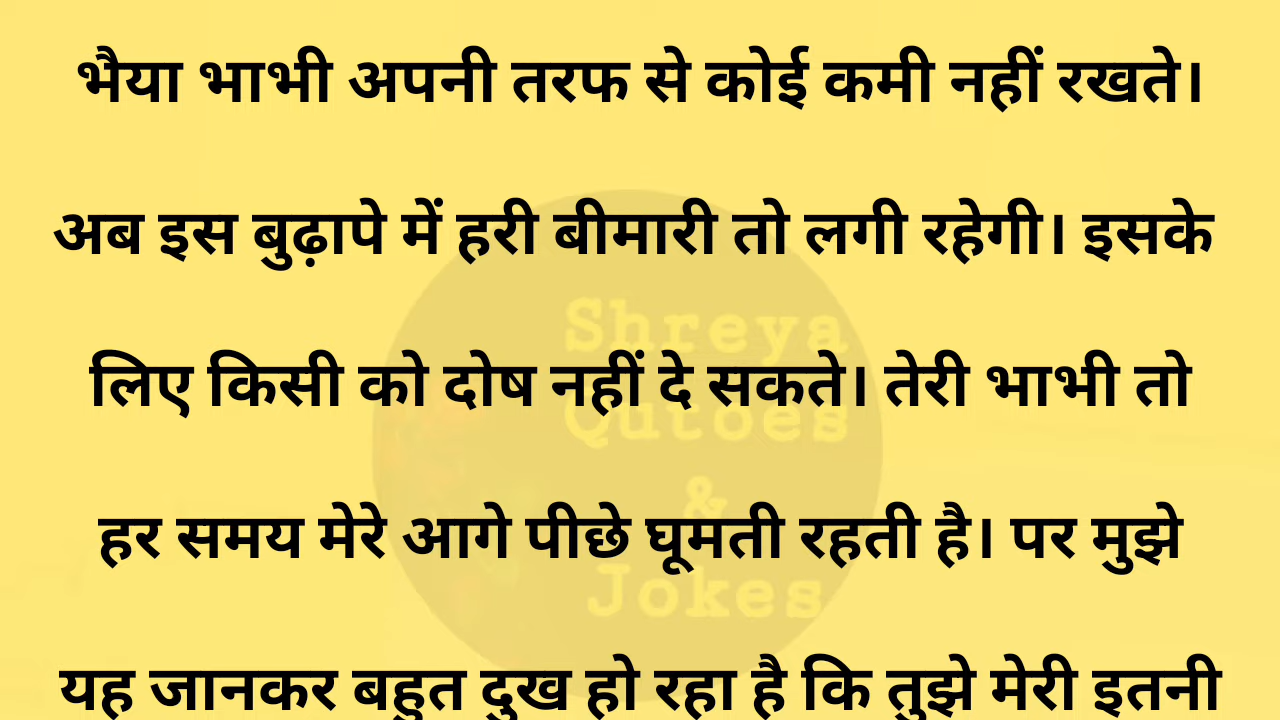 भैया भाभी अपनी तरफ से कोई कमी नहीं रखते।
अब इस बुढ़ापे में हरी बीमारी तो लगी रहेगी। इसके
लिए किसी को दोष नहीं दे सकते। तेरी भाभी तो
हर समय मेरे आगे पीछे घूमती रहती है। पर मुझे
यह जानकर बहुत दुख हो रहा है कि तुझे मेरी इतनी
Shreya
Qutoes
&
Jokes